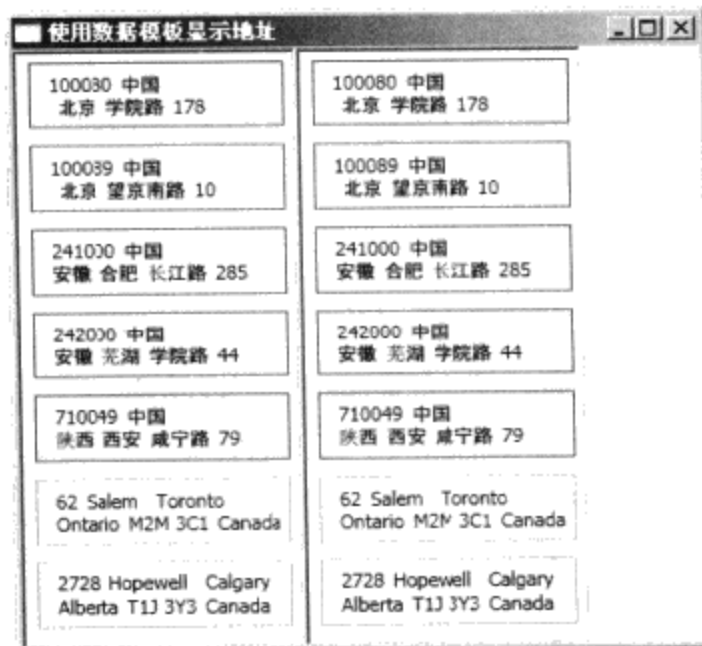 使用数据模板显示地址
100080 中国
北京 学院路 178
100089 中国
北京 望京南路 10
241000 中国
安徽 合肥 长江路 285
242000 中国
安徽 芜湖 学院路 44
710049 中国
陕西 西安 咸宁路 79
62 Salem Toronto
Ontario M2M 3C1 Canada
2728 Hopewell Calgary
Alberta T1J 3Y3 Canada
100080 中国
北京 学院路 178
100089 中国
北京 望京南路 10
241000 中国
安徽 合肥 长江路 285
242000 中国
安徽 芜湖 学院路 44
710049 中国
陕西 西安 咸宁路 79
62 Salem Toronto
Ontario M2M 3C1 Canada
2728 Hopewell Calgary
Alberta T1J 3Y3 Canada